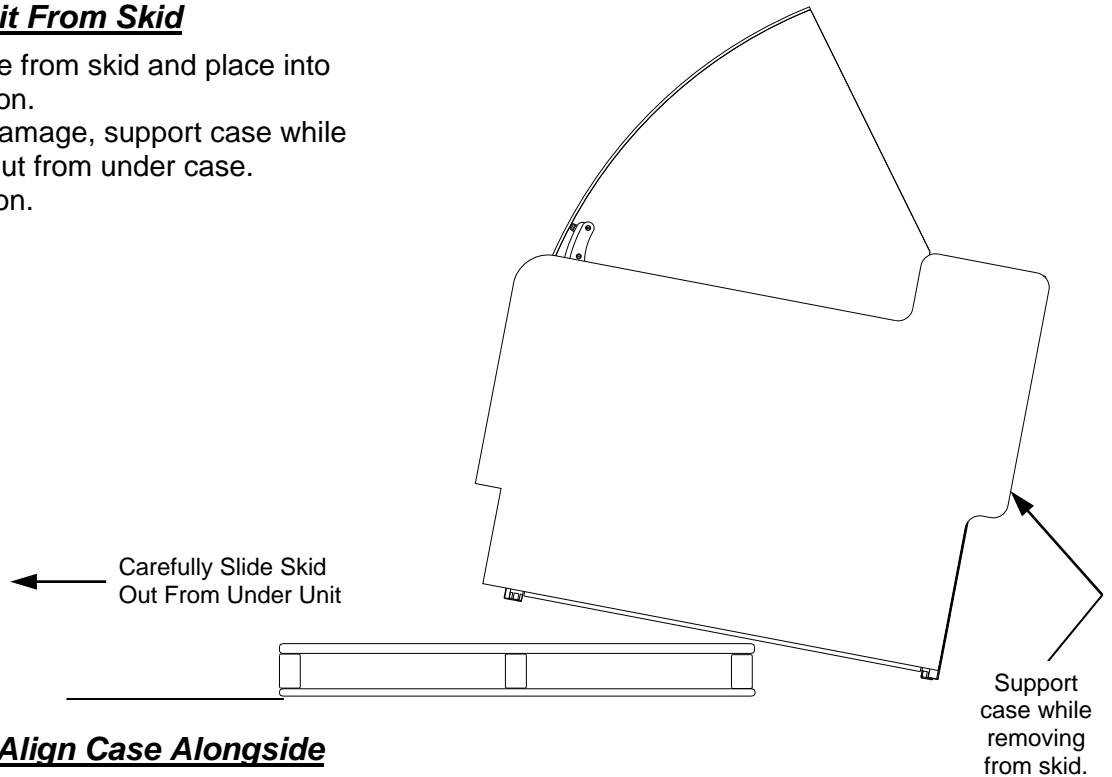 it From Skid
e from skid and place into
on.
amage, support case while
ut from under case.
on.
Carefully Slide Skid
Out From Under Unit
Support
case while
removing
from skid.
Align Case Alongside